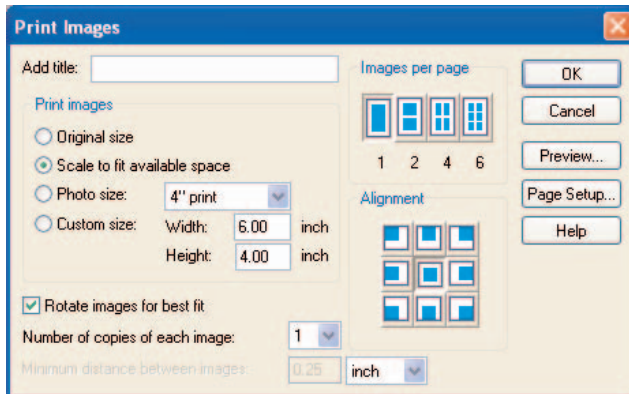 Print Images
Add title:
Print images
Original size
Scale to fit available space
Photo size: 4" print
Custom size: Width: 6.00 inch
Height: 4.00 inch
Rotate images for best fit
Number of copies of each image: 1
Minimum distance between images: 0.25 inch
Images per page
1 2 4 6
Alignment
OK
Cancel
Preview...
Page Setup...
Help